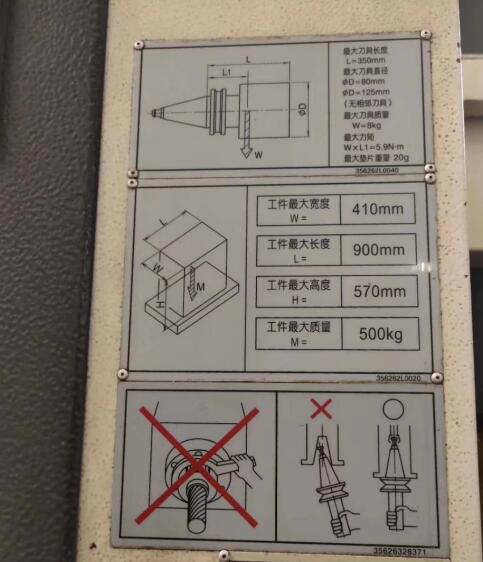 L
L1
ØD
W
最大刀具长度
L=350mm
最大刀具直径
ØD=80mm
ØD=125mm
(无相邻刀具)
最大刀具质量
W=8kg
最大力矩
W×L1=5.9N·m
最大垫片重量 20g
356262L0040
L
W
H
M
工件最大宽度
W=
410mm
工件最大长度
L=
900mm
工件最大高度
H=
570mm
工件最大质量
M=
500kg
356262L0020
35626328371